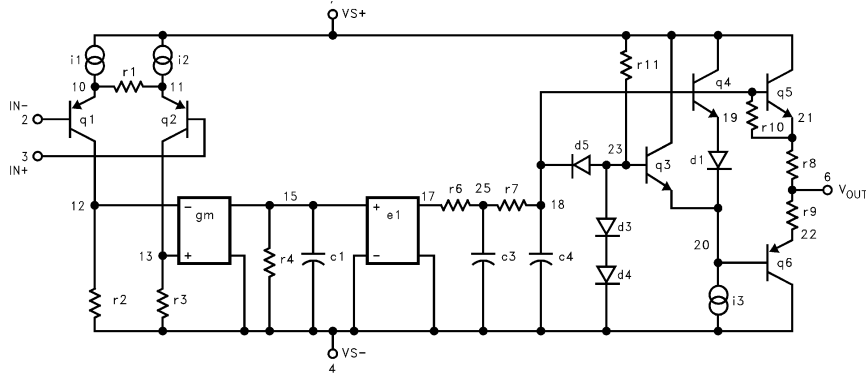 VS+
i1
i2
r1
10
11
IN-
2
q1
q2
3
IN+
12
gm
-
+
13
r2
r3
15
r4
c1
+
e1
-
17
r6
25
r7
c3
18
c4
d5
23
r11
q3
d3
d4
q4
19
d1
20
i3
q5
r10
21
r8
6
VOUT
r9
22
q6
VS-
4